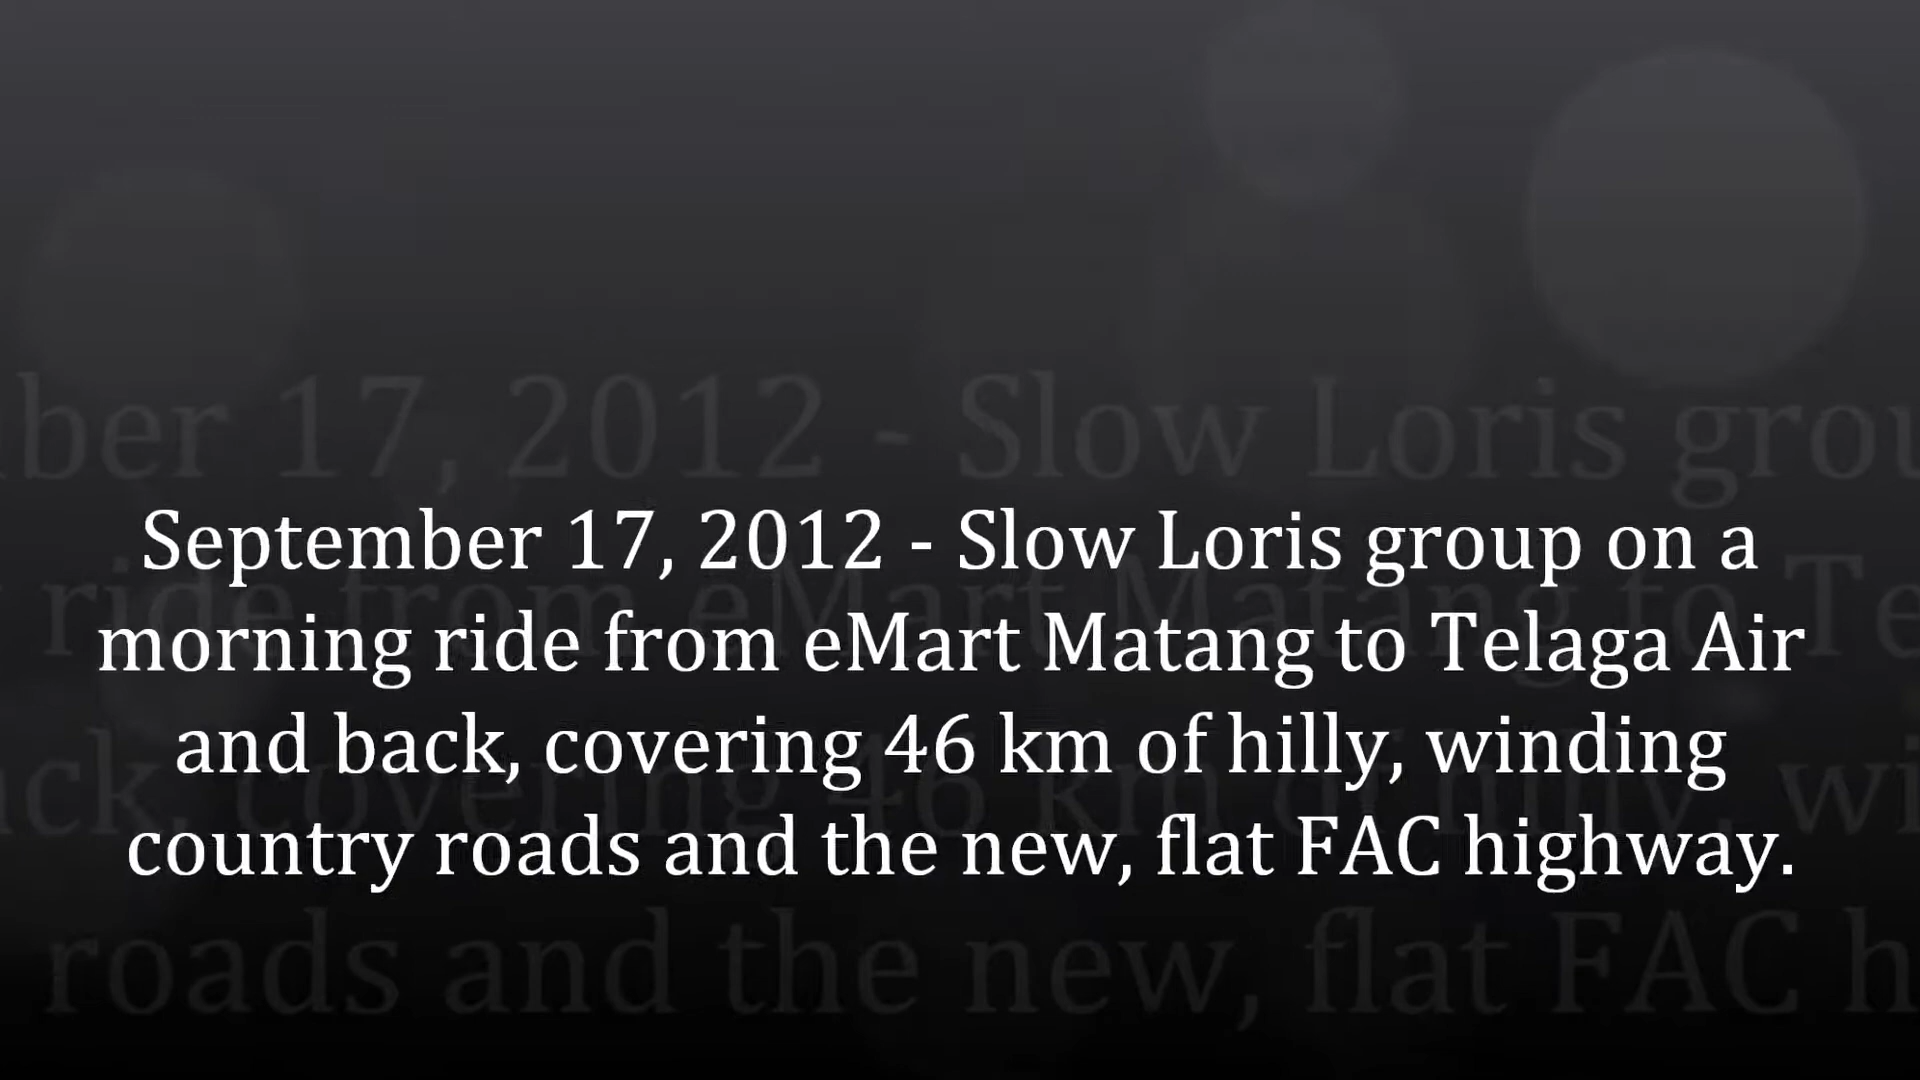 September 17, 2012 - Slow Loris group on a
morning ride from eMart Matang to Telaga Air
and back, covering 46 km of hilly, winding
country roads and the new, flat FAC highway.